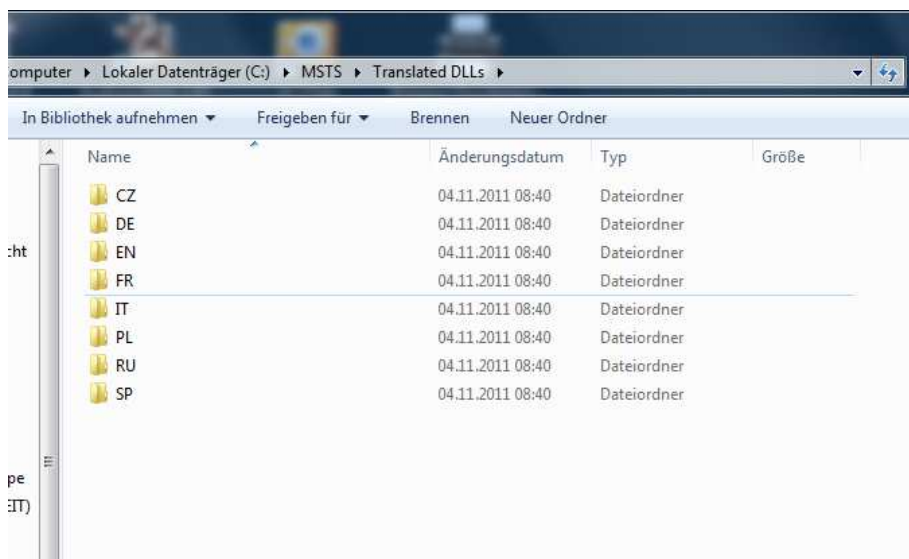 omputer ▸ Lokaler Datenträger (C:) ▸ MSTS ▸ Translated DLLs ▸
In Bibliothek aufnehmen ▾ Freigeben für ▾ Brennen Neuer Ordner
Name Änderungsdatum Typ Größe
CZ 04.11.2011 08:40 Dateiordner
DE 04.11.2011 08:40 Dateiordner
cht EN 04.11.2011 08:40 Dateiordner
FR 04.11.2011 08:40 Dateiordner
IT 04.11.2011 08:40 Dateiordner
PL 04.11.2011 08:40 Dateiordner
RU 04.11.2011 08:40 Dateiordner
SP 04.11.2011 08:40 Dateiordner
pe
EIT)